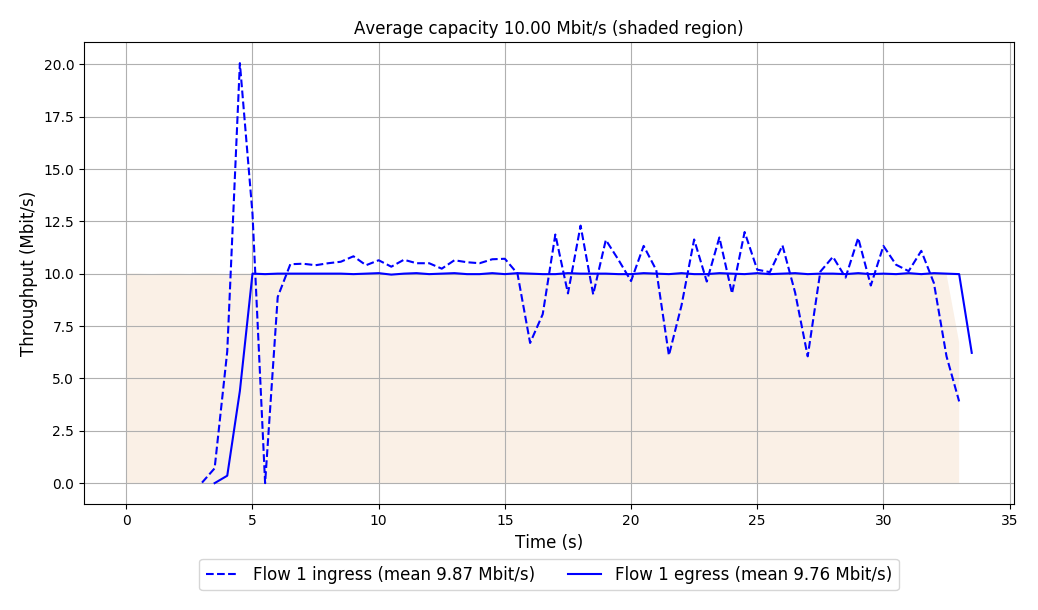 Average capacity 10.00 Mbit/s (shaded region)
Throughput (Mbit/s)
20.0
17.5
15.0
12.5
10.0
7.5
5.0
2.5
0.0
0 5 10 15 20 25 30 35
Time (s)
Flow 1 ingress (mean 9.87 Mbit/s) Flow 1 egress (mean 9.76 Mbit/s)